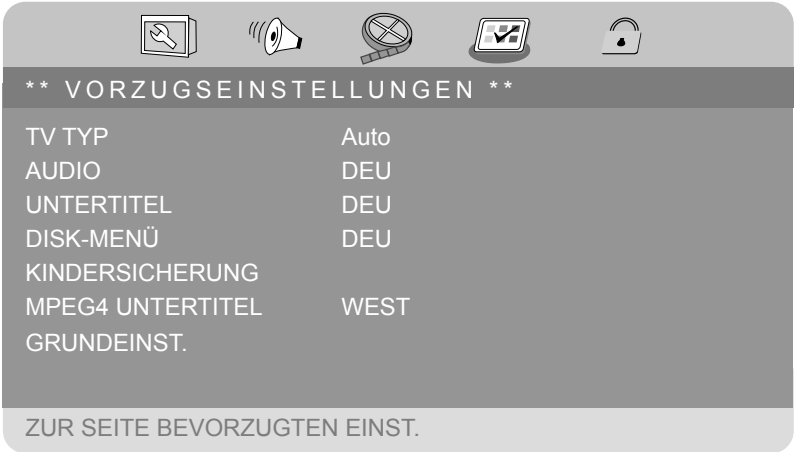 ** VORZUGSEINSTELLUNGEN **
TV TYP Auto
AUDIO DEU
UNTERTITEL DEU
DISK-MENÜ DEU
KINDERSICHERUNG
MPEG4 UNTERTITEL WEST
GRUNDEINST.
ZUR SEITE BEVORZUGTEN EINST.